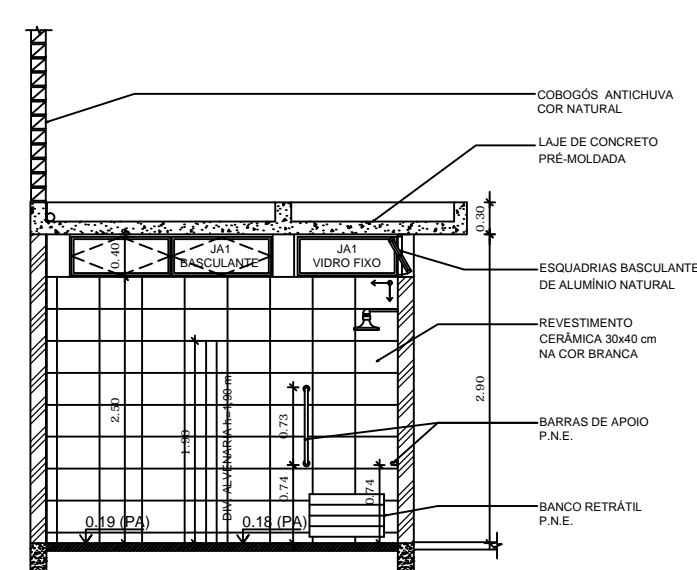 COBOGÓS ANTICHUVA
COR NATURAL
LAJE DE CONCRETO
PRÉ-MOLDADA
0.30
JA1
BASCULANTE
JA1
VIDRO FIXO
0.40
ESQUADRIAS BASCULANTE
DE ALUMÍNIO NATURAL
REVESTIMENTO
CERÂMICA 30x40 cm
NA COR BRANCA
2.90
2.50
1.90
DIV. ALVENARIA h=1,90 m
0.73
BARRAS DE APOIO
P.N.E.
0.74
0.74
BANCO RETRÁTIL
P.N.E.
0.19 (PA)
0.18 (PA)